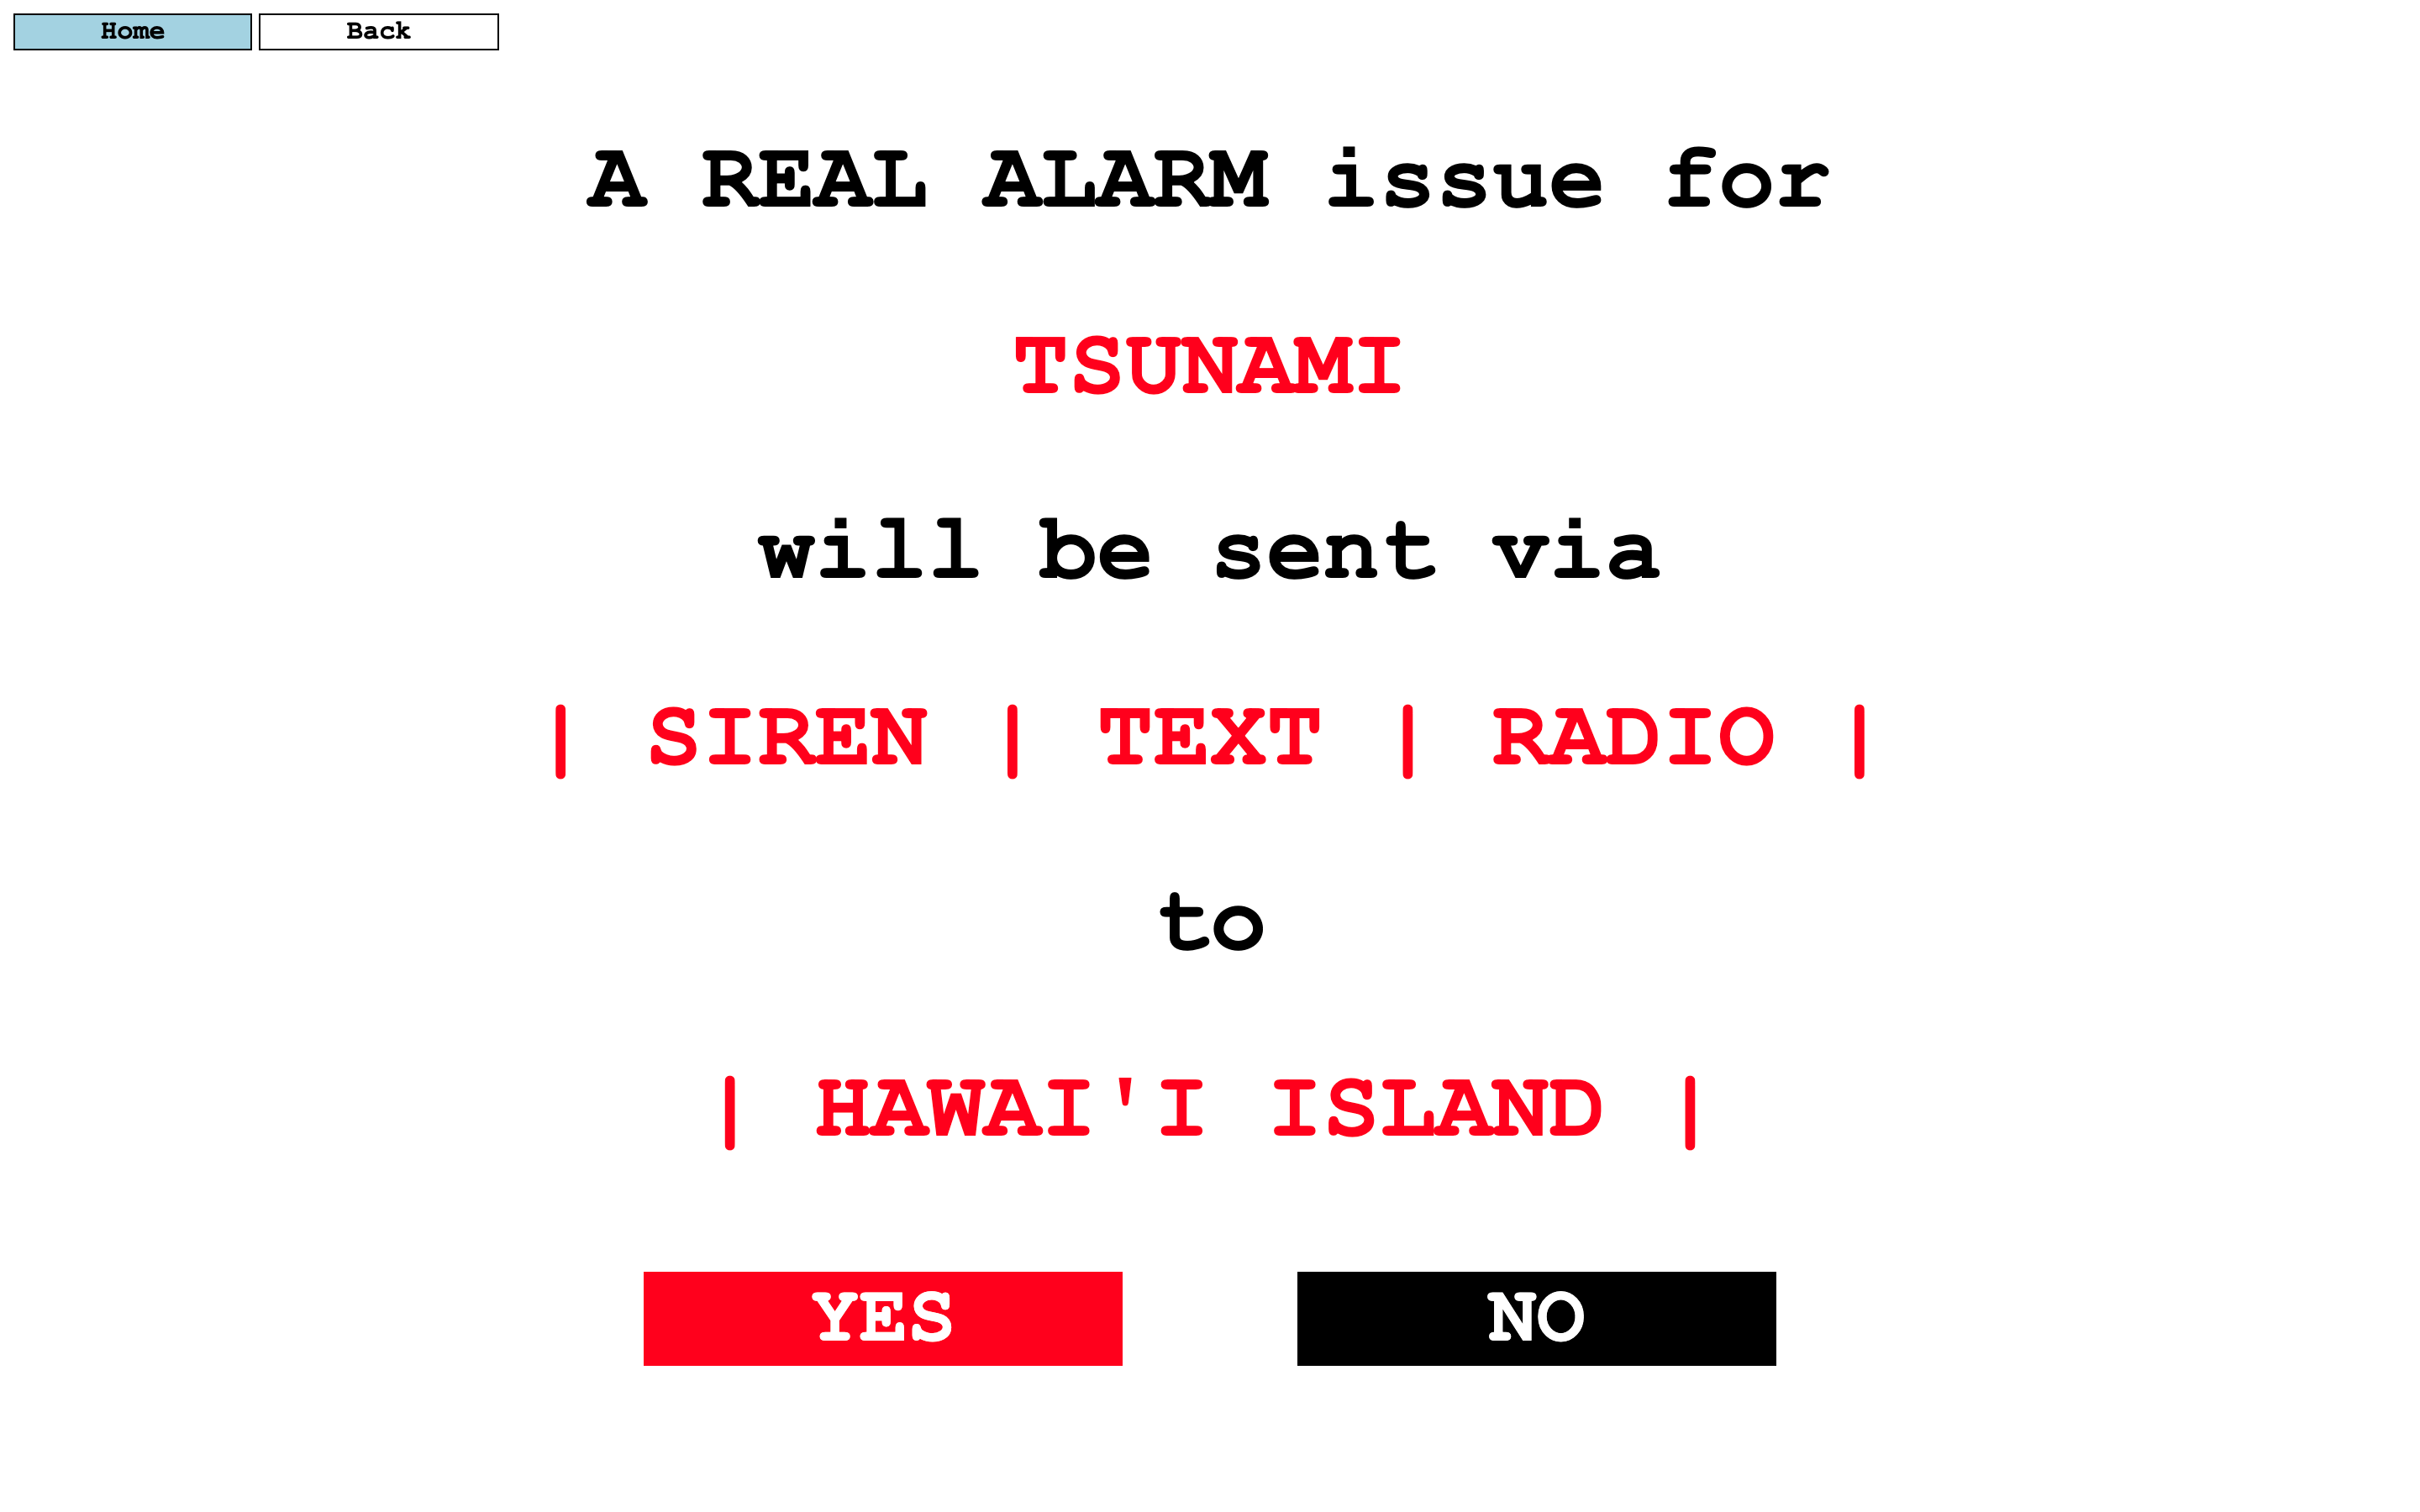 Home Back
A REAL ALARM issue for
TSUNAMI
will be sent via
| SIREN | TEXT | RADIO |
to
| HAWAI'I ISLAND |
YES NO